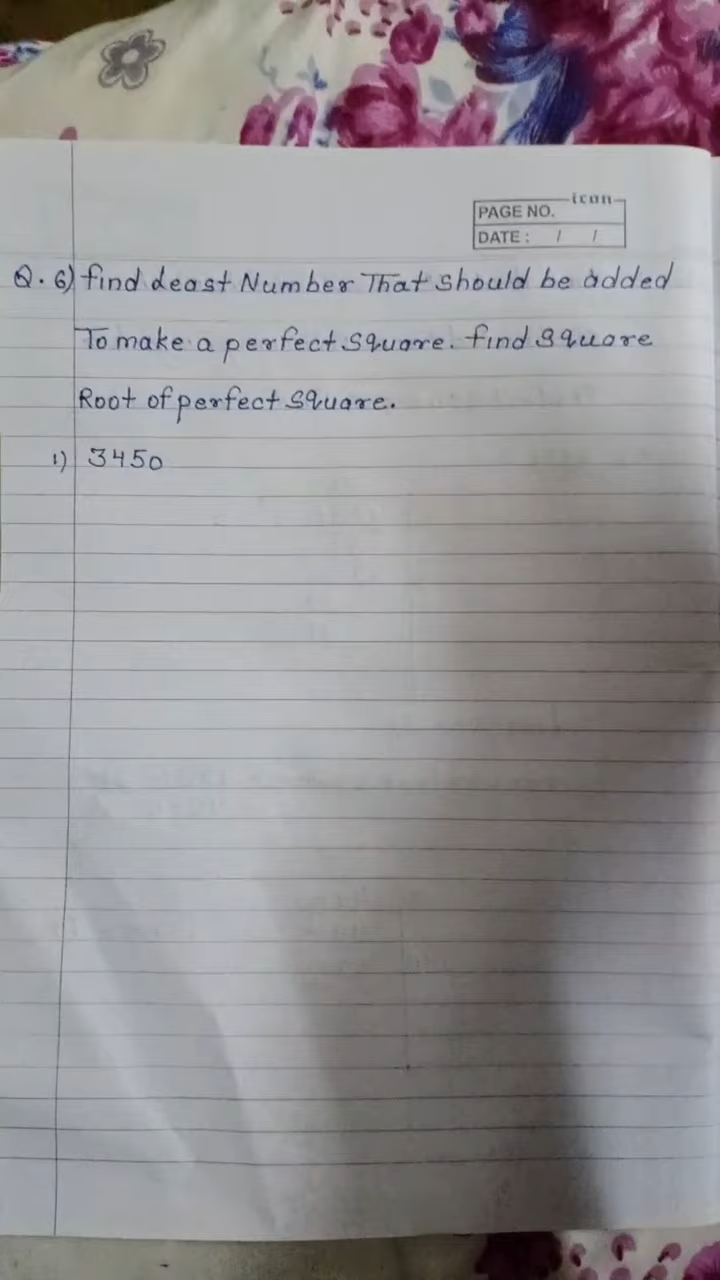 icon
PAGE NO.
DATE : / /
Q. 6) find least Number That should be added
To make a perfect square. find square
Root of perfect square.
1) 3450